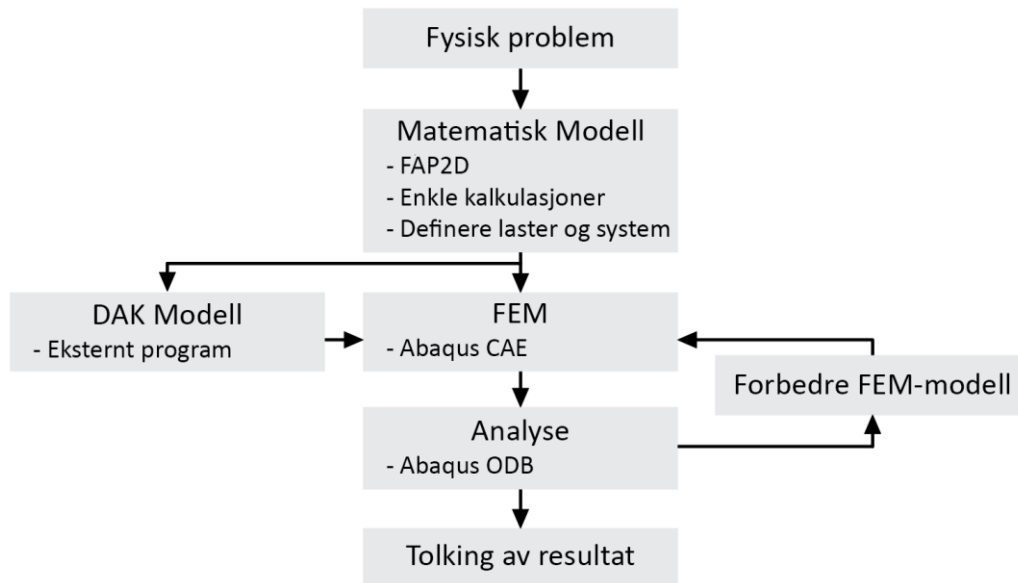 Fysisk problem
Matematisk Modell
- FAP2D
- Enkle kalkulasjoner
- Definere laster og system
DAK Modell
- Eksternt program
FEM
- Abaqus CAE
Forbedre FEM-modell
Analyse
- Abaqus ODB
Tolking av resultat